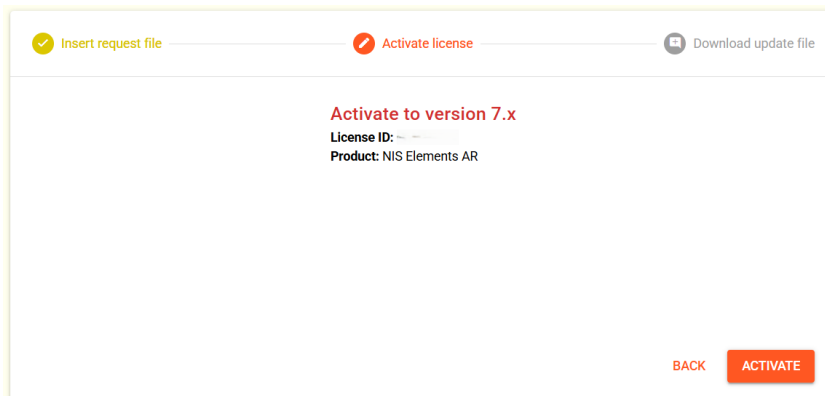 Insert request file
Activate license
Download update file
Activate to version 7.x
License ID:
Product: NIS Elements AR
BACK
ACTIVATE